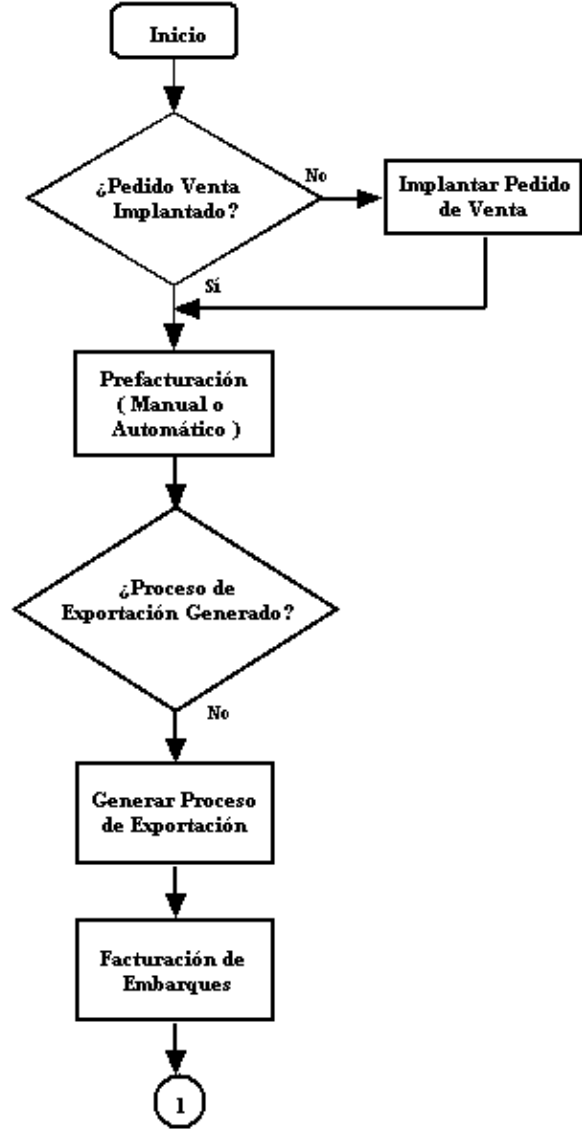 Inicio
¿Pedido Venta
Implantado?
No
Implantar Pedido
de Venta
Sí
Prefacturación
( Manual o
Automático )
¿Proceso de
Exportación Generado?
No
Generar Proceso
de Exportación
Facturación de
Embarques
1